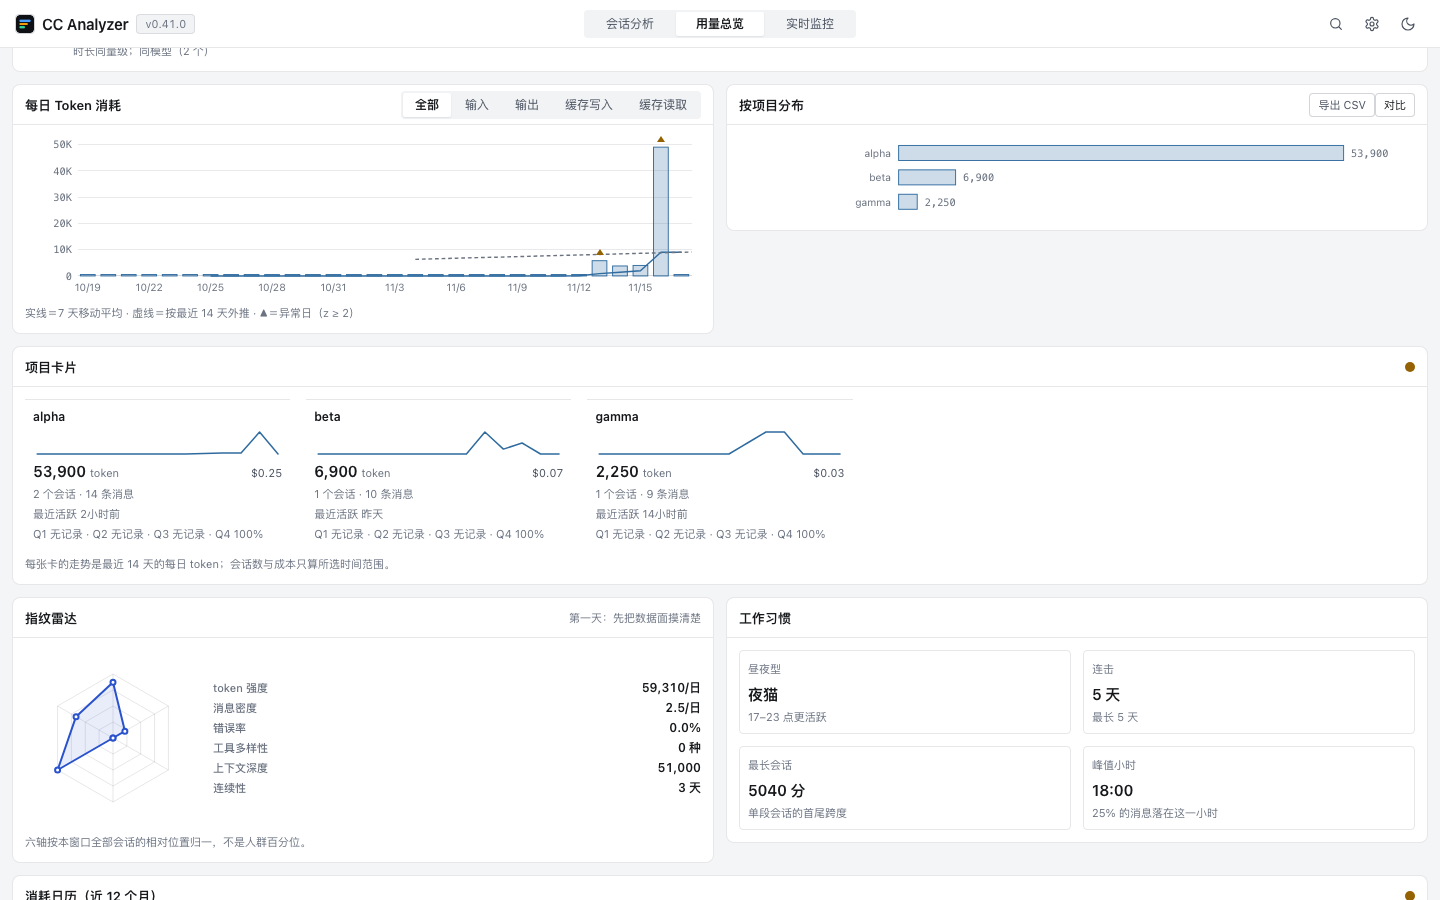 CC Analyzer v0.41.0 会话分析 用量总览 实时监控
时长同量级；同模型（2 个）
每日 Token 消耗 全部 输入 输出 缓存写入 缓存读取
50K
40K
30K
20K
10K
0
10/19 10/22 10/25 10/28 10/31 11/3 11/6 11/9 11/12 11/15
实线＝7 天移动平均 · 虚线＝按最近 14 天外推 · ▲＝异常日（z ≥ 2）
按项目分布 导出 CSV 对比
alpha 53,900
beta 6,900
gamma 2,250
项目卡片
alpha
53,900 token $0.25
2 个会话 · 14 条消息
最近活跃 2小时前
Q1 无记录 · Q2 无记录 · Q3 无记录 · Q4 100%
beta
6,900 token $0.07
1 个会话 · 10 条消息
最近活跃 昨天
Q1 无记录 · Q2 无记录 · Q3 无记录 · Q4 100%
gamma
2,250 token $0.03
1 个会话 · 9 条消息
最近活跃 14小时前
Q1 无记录 · Q2 无记录 · Q3 无记录 · Q4 100%
每张卡的走势是最近 14 天的每日 token；会话数与成本只算所选时间范围。
指纹雷达 第一天：先把数据面摸清楚
token 强度 59,310/日
消息密度 2.5/日
错误率 0.0%
工具多样性 0 种
上下文深度 51,000
连续性 3 天
六轴按本窗口全部会话的相对位置归一，不是人群百分位。
工作习惯
昼夜型
夜猫
17–23 点更活跃
连击
5 天
最长 5 天
最长会话
5040 分
单段会话的首尾跨度
峰值小时
18:00
25% 的消息落在这一小时
消耗日历（近 12 个月）